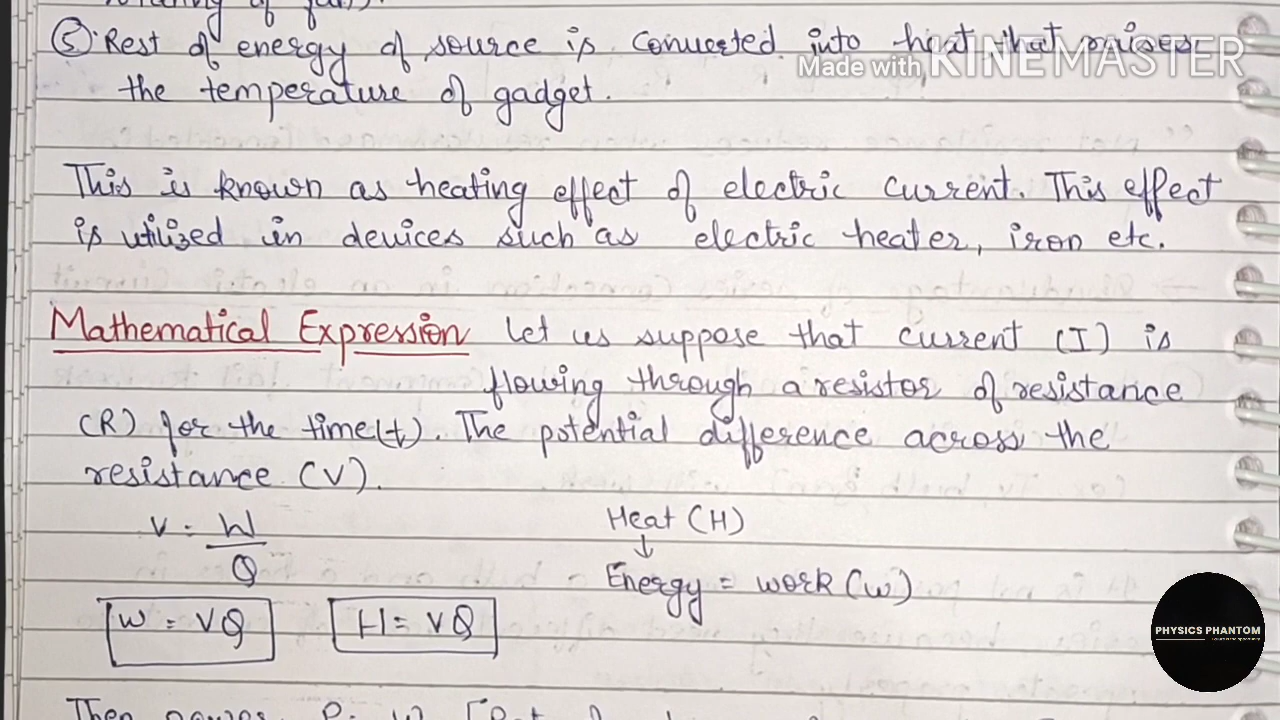 ⑤. Rest of energy of source is converted into heat that raises
Made with KINEMASTER
the temperature of gadget.
This is known as heating effect of electric current. This effect
is utilized in devices such as electric heater, iron etc.
Mathematical Expression Let us suppose that current (I) is
flowing through a resistor of resistance
(R) for the time(t). The potential difference across the
resistance (V).
V = W/Q
Heat (H)
↓
Energy = work (w)
W = VQ
H = VQ
PHYSICS PHANTOM